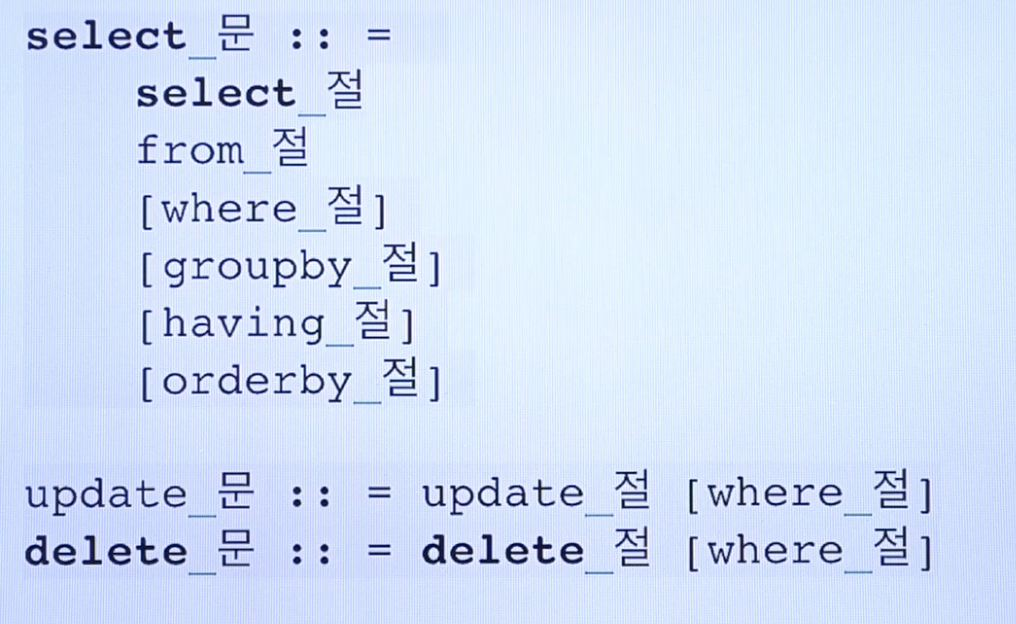 select_문 :: =
select_절
from_절
[where_절]
[groupby_절]
[having_절]
[orderby_절]
update_문 :: = update_절 [where_절]
delete_문 :: = delete_절 [where_절]